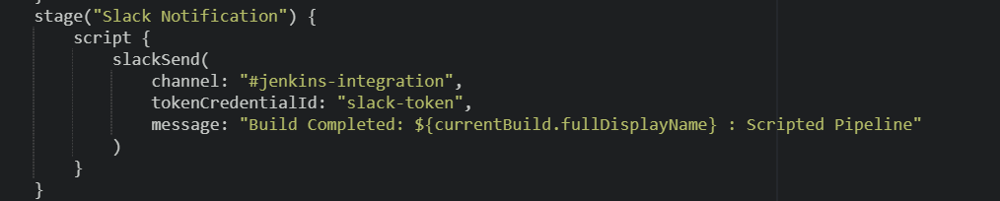 stage("Slack Notification") {
script {
slackSend(
channel: "#jenkins-integration",
tokenCredentialId: "slack-token",
message: "Build Completed: ${currentBuild.fullDisplayName} : Scripted Pipeline"
)
}
}